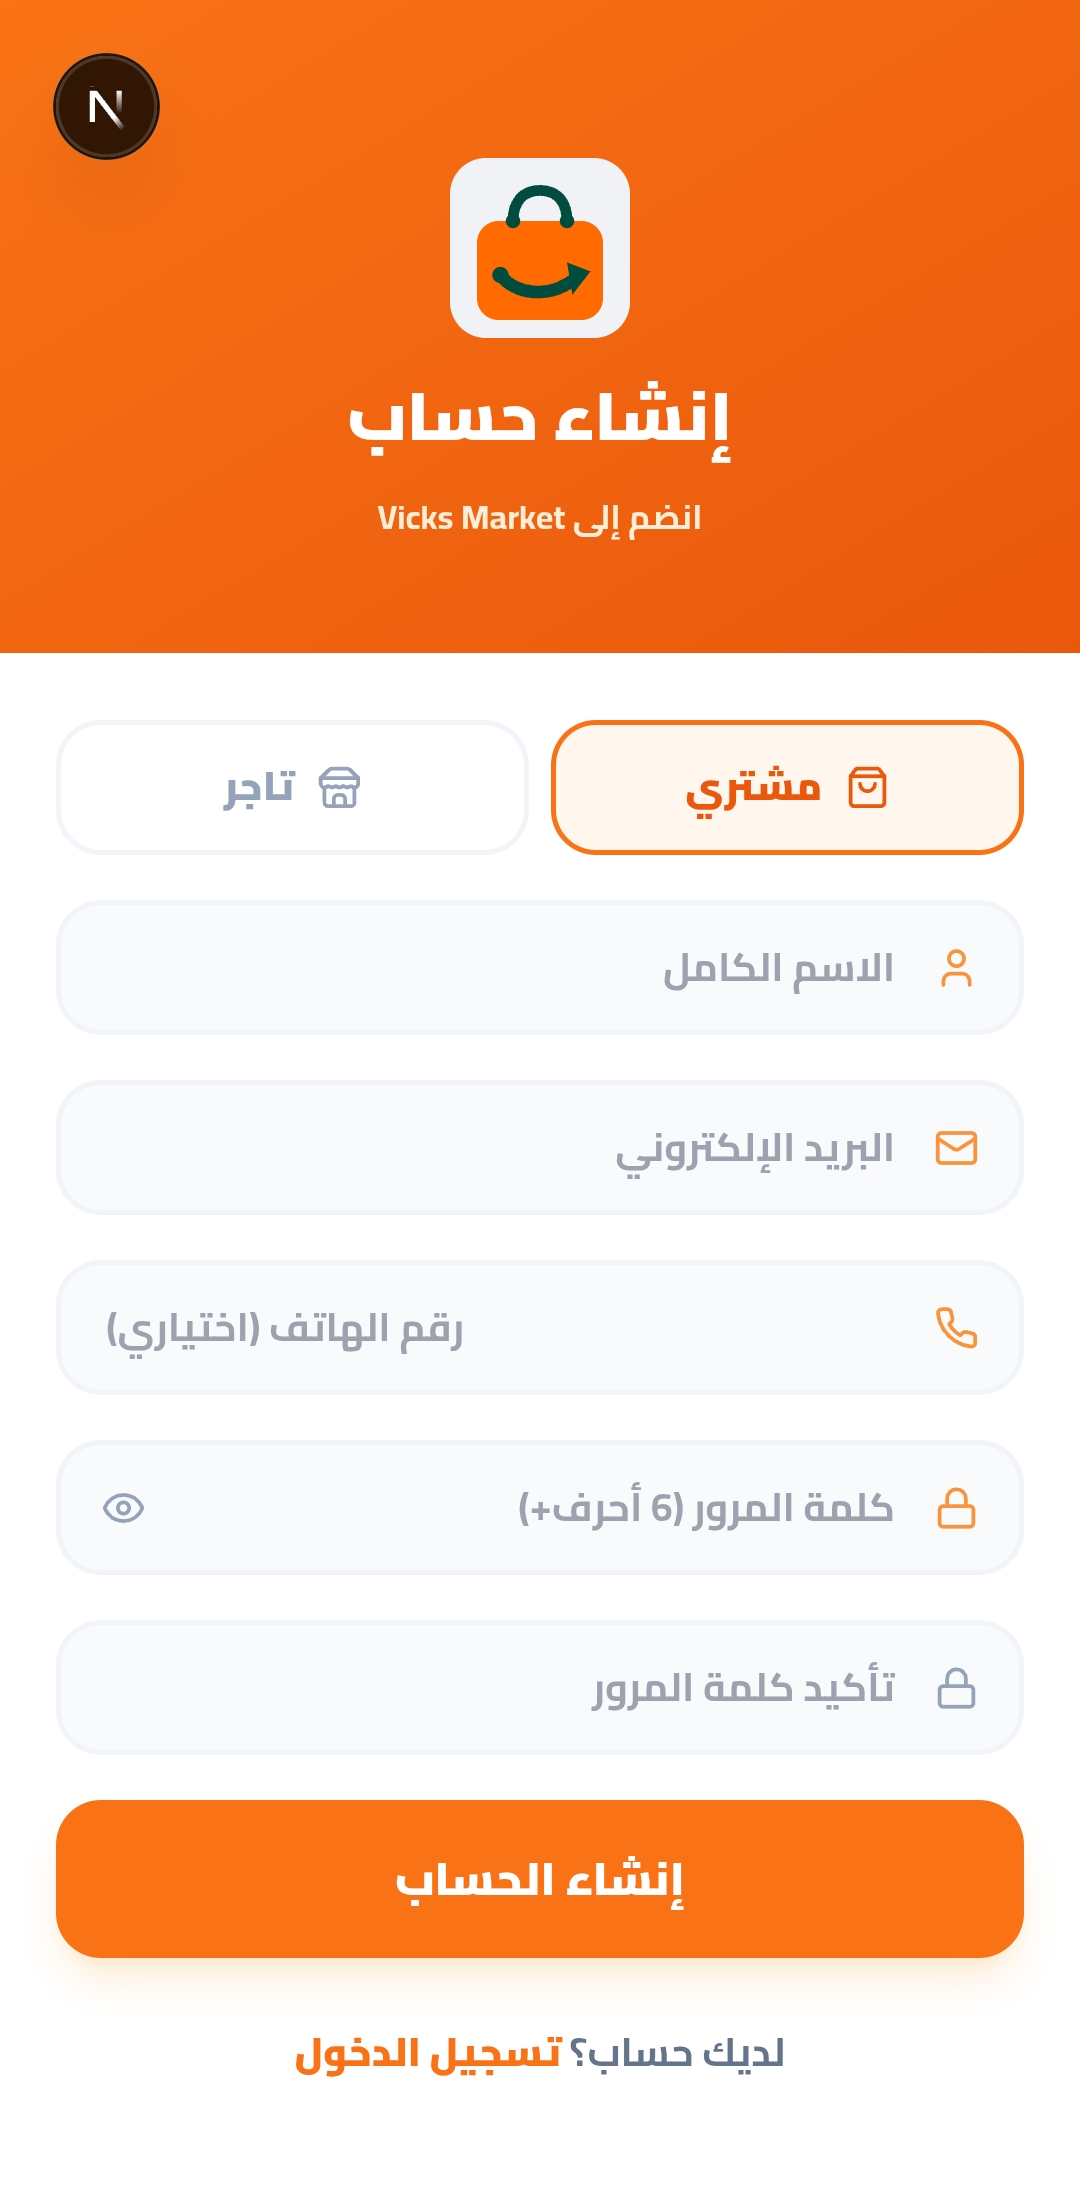 N
إنشاء حساب
انضم إلى Vicks Market
مشتري
تاجر
الاسم الكامل
البريد الإلكتروني
رقم الهاتف (اختياري)
كلمة المرور (6 أحرف+)
تأكيد كلمة المرور
إنشاء الحساب
لديك حساب؟ تسجيل الدخول